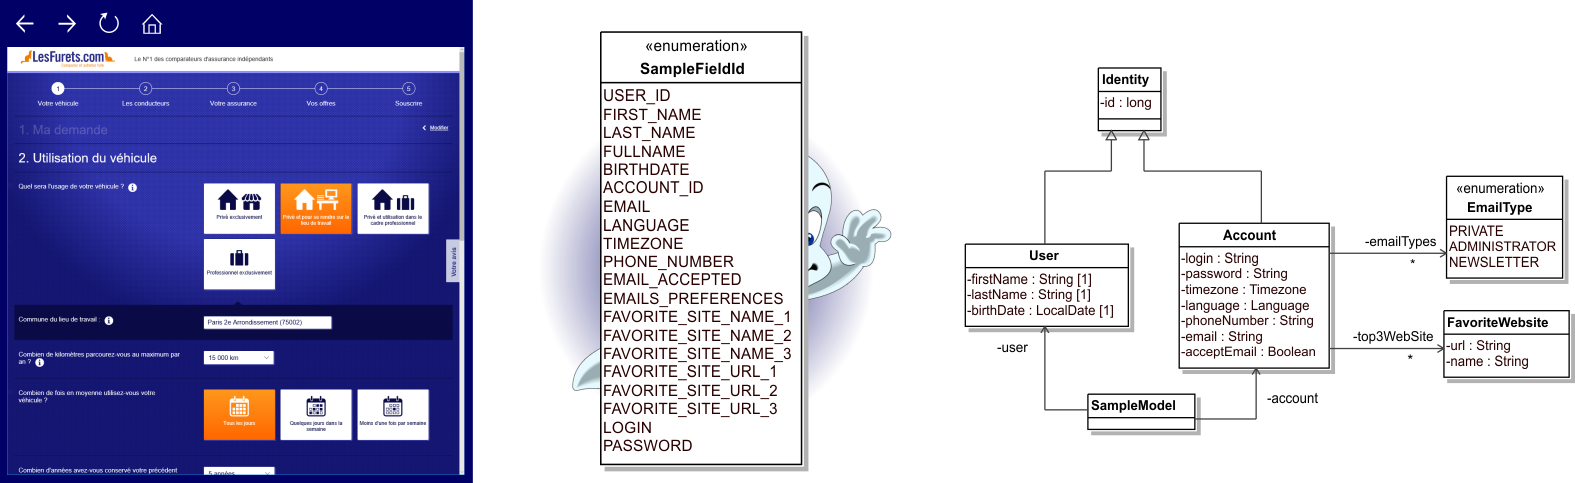 LesFurets.com
Le N°1 des comparateurs d'assurance indépendants
1
2
3
4
5
Votre véhicule
Les conducteurs
Votre assurance
Vos offres
Souscrire
1. Ma demande
Modifier
2. Utilisation du véhicule
Quel sera l'usage de votre véhicule ?
Privé exclusivement
Privé et pour se rendre sur le
lieu de travail
Privé et utilisation dans le
cadre professionnel
Professionnel exclusivement
Votre avis
Commune du lieu de travail :
Paris 2e Arrondissement (75002)
Combien de kilomètres parcourez-vous au maximum par
an ?
15 000 km
Combien de fois en moyenne utilisez-vous votre
véhicule ?
Tous les jours
Quelques jours dans la
semaine
Moins d'une fois par semaine
Combien d'années avez-vous conservé votre précédent
5 années
«enumeration»
SampleFieldId
USER_ID
FIRST_NAME
LAST_NAME
FULLNAME
BIRTHDATE
ACCOUNT_ID
EMAIL
LANGUAGE
TIMEZONE
PHONE_NUMBER
EMAIL_ACCEPTED
EMAILS_PREFERENCES
FAVORITE_SITE_NAME_1
FAVORITE_SITE_NAME_2
FAVORITE_SITE_NAME_3
FAVORITE_SITE_URL_1
FAVORITE_SITE_URL_2
FAVORITE_SITE_URL_3
LOGIN
PASSWORD
Identity
-id : long
User
-firstName : String [1]
-lastName : String [1]
-birthDate : LocalDate [1]
Account
-login : String
-password : String
-timezone : Timezone
-language : Language
-phoneNumber : String
-email : String
-acceptEmail : Boolean
-emailTypes
*
«enumeration»
EmailType
PRIVATE
ADMINISTRATOR
NEWSLETTER
-top3WebSite
*
FavoriteWebsite
-url : String
-name : String
-user
SampleModel
-account